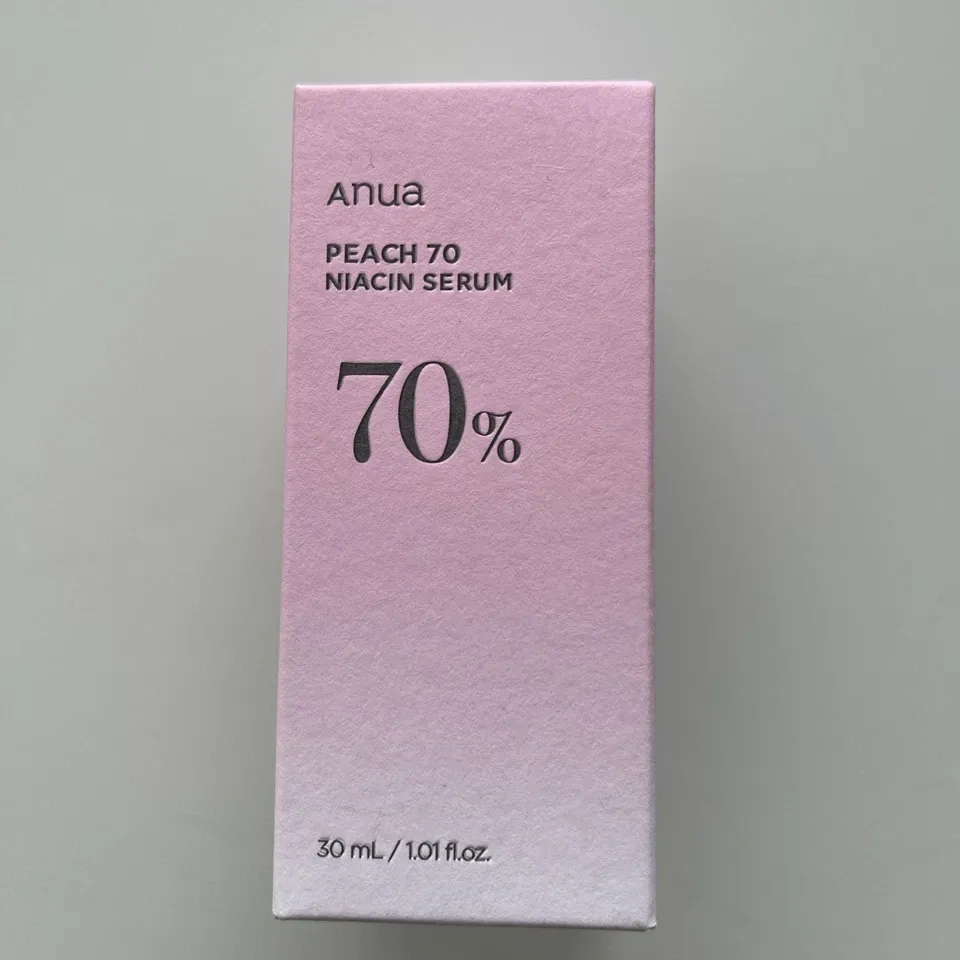 Anua
PEACH 70
NIACIN SERUM
70%
30 mL / 1.01 fl.oz.